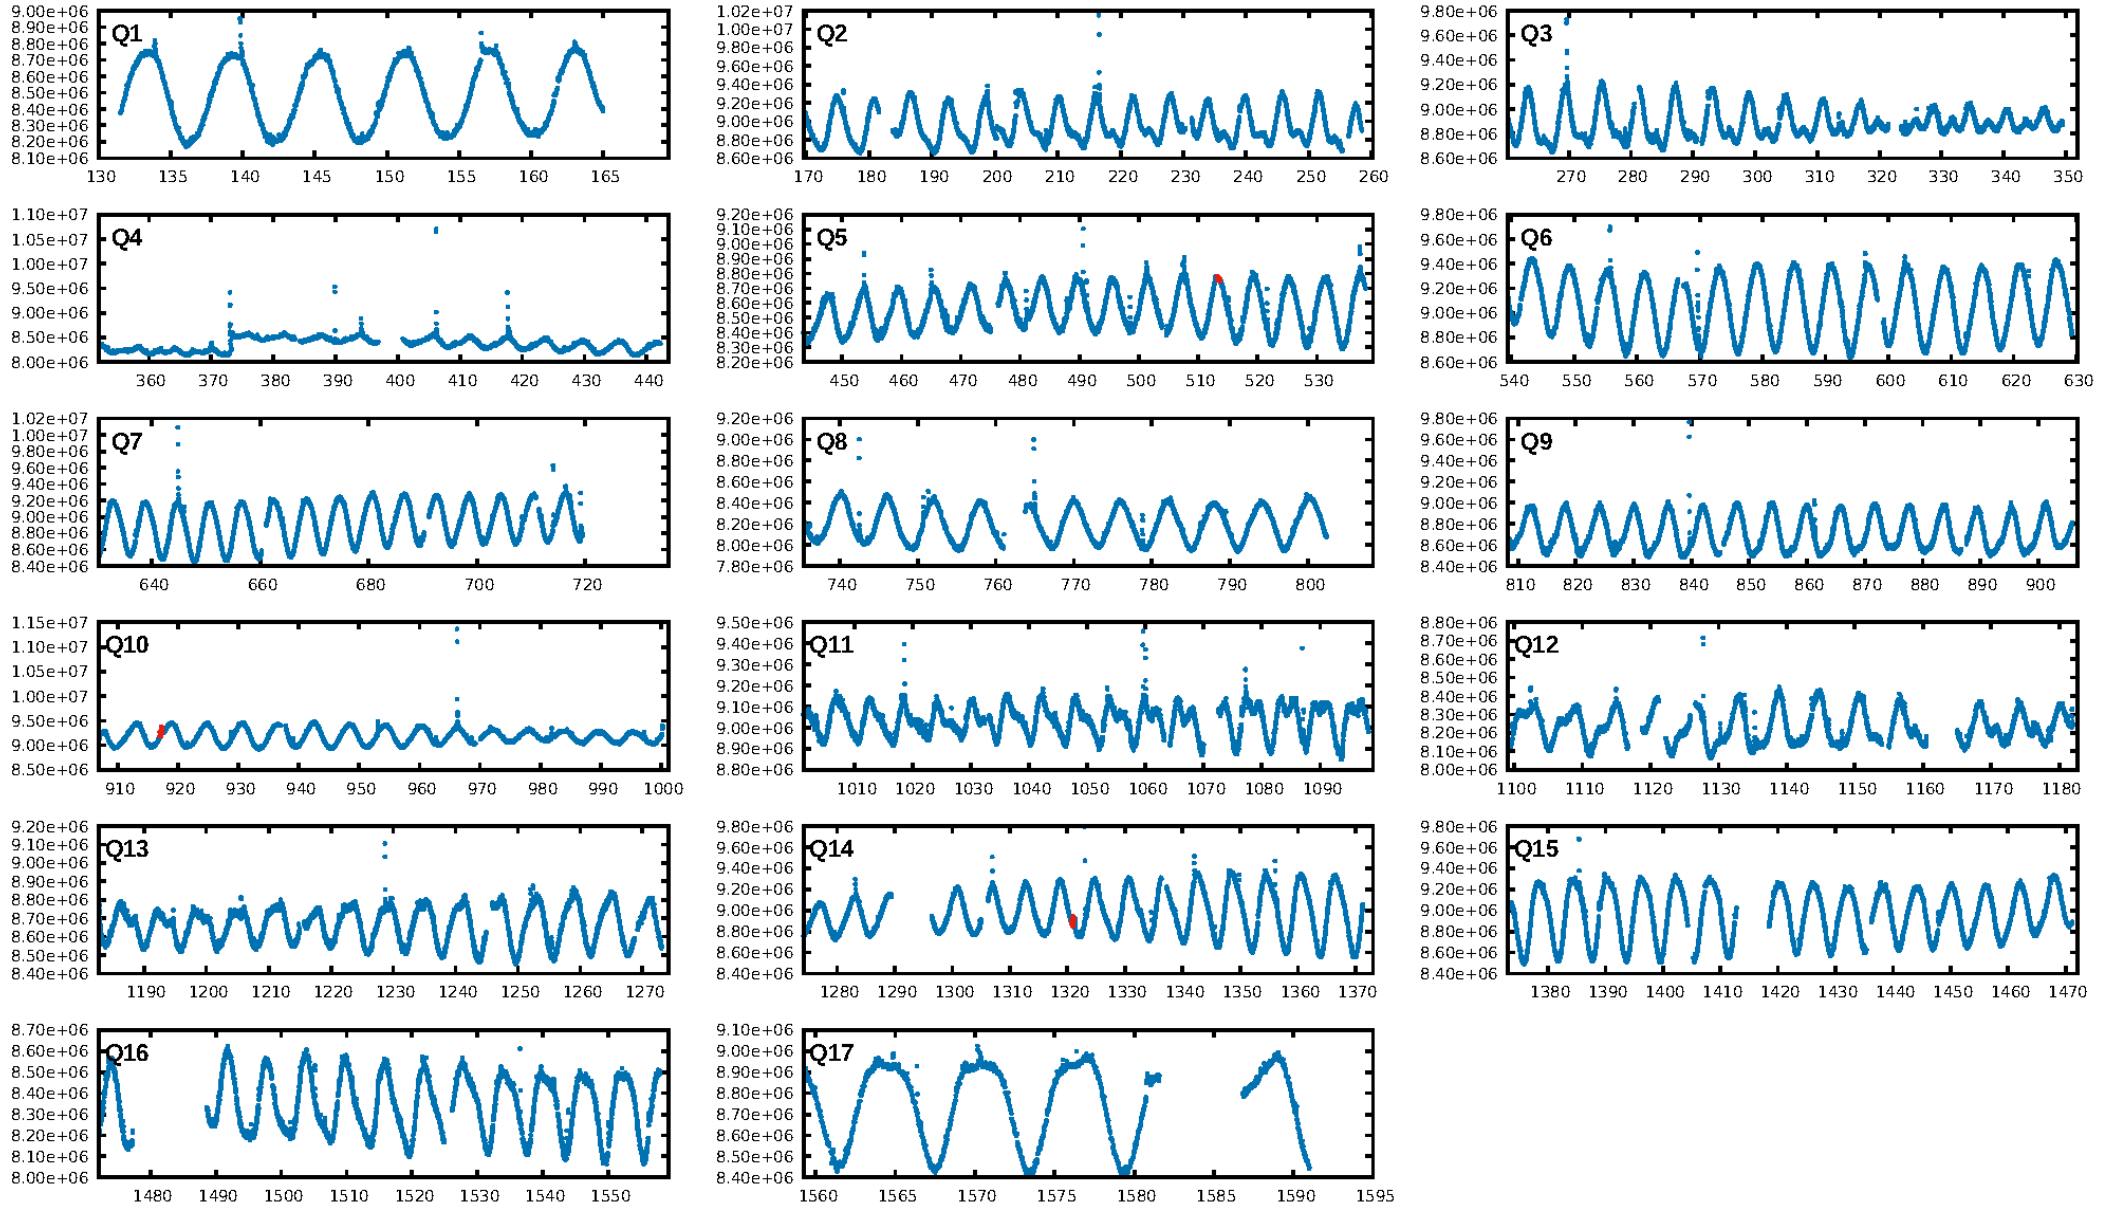 9.00e+06
8.90e+06
8.80e+06
8.70e+06
8.60e+06
8.50e+06
8.40e+06
8.30e+06
8.20e+06
8.10e+06
Q1
130 135 140 145 150 155 160 165
1.02e+07
1.00e+07
9.80e+06
9.60e+06
9.40e+06
9.20e+06
9.00e+06
8.80e+06
8.60e+06
Q2
170 180 190 200 210 220 230 240 250 260
9.80e+06
9.60e+06
9.40e+06
9.20e+06
9.00e+06
8.80e+06
8.60e+06
Q3
270 280 290 300 310 320 330 340 350
1.10e+07
1.05e+07
1.00e+07
9.50e+06
9.00e+06
8.50e+06
8.00e+06
Q4
360 370 380 390 400 410 420 430 440
9.20e+06
9.10e+06
9.00e+06
8.90e+06
8.80e+06
8.70e+06
8.60e+06
8.50e+06
8.40e+06
8.30e+06
8.20e+06
Q5
450 460 470 480 490 500 510 520 530
9.80e+06
9.60e+06
9.40e+06
9.20e+06
9.00e+06
8.80e+06
8.60e+06
Q6
540 550 560 570 580 590 600 610 620 630
1.02e+07
1.00e+07
9.80e+06
9.60e+06
9.40e+06
9.20e+06
9.00e+06
8.80e+06
8.60e+06
8.40e+06
Q7
640 660 680 700 720
9.20e+06
9.00e+06
8.80e+06
8.60e+06
8.40e+06
8.20e+06
8.00e+06
7.80e+06
Q8
740 750 760 770 780 790 800
9.80e+06
9.60e+06
9.40e+06
9.20e+06
9.00e+06
8.80e+06
8.60e+06
8.40e+06
Q9
810 820 830 840 850 860 870 880 890 900
1.15e+07
1.10e+07
1.05e+07
1.00e+07
9.50e+06
9.00e+06
8.50e+06
Q10
910 920 930 940 950 960 970 980 990 1000
9.50e+06
9.40e+06
9.30e+06
9.20e+06
9.10e+06
9.00e+06
8.90e+06
8.80e+06
Q11
1010 1020 1030 1040 1050 1060 1070 1080 1090
8.80e+06
8.70e+06
8.60e+06
8.50e+06
8.40e+06
8.30e+06
8.20e+06
8.10e+06
8.00e+06
Q12
1100 1110 1120 1130 1140 1150 1160 1170 1180
9.20e+06
9.10e+06
9.00e+06
8.90e+06
8.80e+06
8.70e+06
8.60e+06
8.50e+06
8.40e+06
Q13
1190 1200 1210 1220 1230 1240 1250 1260 1270
9.80e+06
9.60e+06
9.40e+06
9.20e+06
9.00e+06
8.80e+06
8.60e+06
8.40e+06
Q14
1280 1290 1300 1310 1320 1330 1340 1350 1360 1370
9.80e+06
9.60e+06
9.40e+06
9.20e+06
9.00e+06
8.80e+06
8.60e+06
8.40e+06
Q15
1380 1390 1400 1410 1420 1430 1440 1450 1460 1470
8.70e+06
8.60e+06
8.50e+06
8.40e+06
8.30e+06
8.20e+06
8.10e+06
8.00e+06
Q16
1480 1490 1500 1510 1520 1530 1540 1550
9.10e+06
9.00e+06
8.90e+06
8.80e+06
8.70e+06
8.60e+06
8.50e+06
8.40e+06
Q17
1560 1565 1570 1575 1580 1585 1590 1595